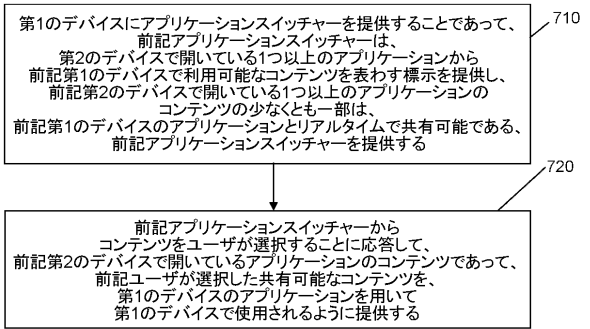 第1のデバイスにアプリケーションスイッチャーを提供することであって、
前記アプリケーションスイッチャーは、
第2のデバイスで開いている1つ以上のアプリケーションから
前記第1のデバイスで利用可能なコンテンツを表わす標示を提供し、
前記第2のデバイスで開いている1つ以上のアプリケーションの
コンテンツの少なくとも一部は、
前記第1のデバイスのアプリケーションとリアルタイムで共有可能である、
前記アプリケーションスイッチャーを提供する
710
720
前記アプリケーションスイッチャーから
コンテンツをユーザが選択することに応答して、
前記第2のデバイスで開いているアプリケーションのコンテンツであって、
前記ユーザが選択した共有可能なコンテンツを、
第1のデバイスのアプリケーションを用いて
第1のデバイスで使用されるように提供する